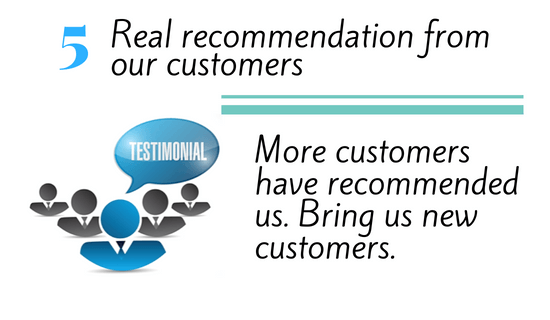 5
Real recommendation from
our customers
TESTIMONIAL
More customers
have recommended
us. Bring us new
customers.